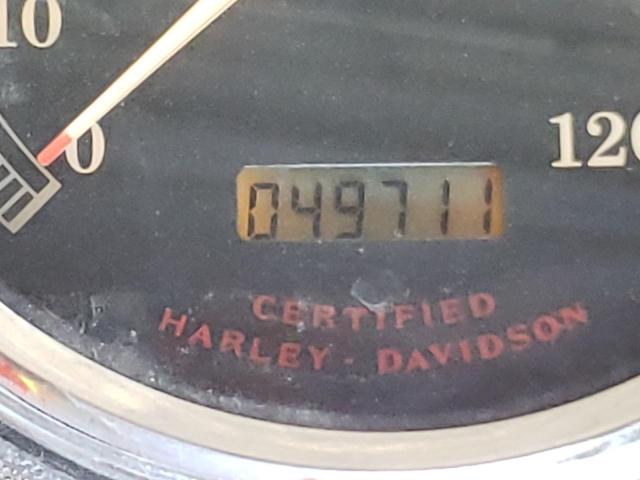 10
0
120
049711
CERTIFIED
HARLEY - DAVIDSON